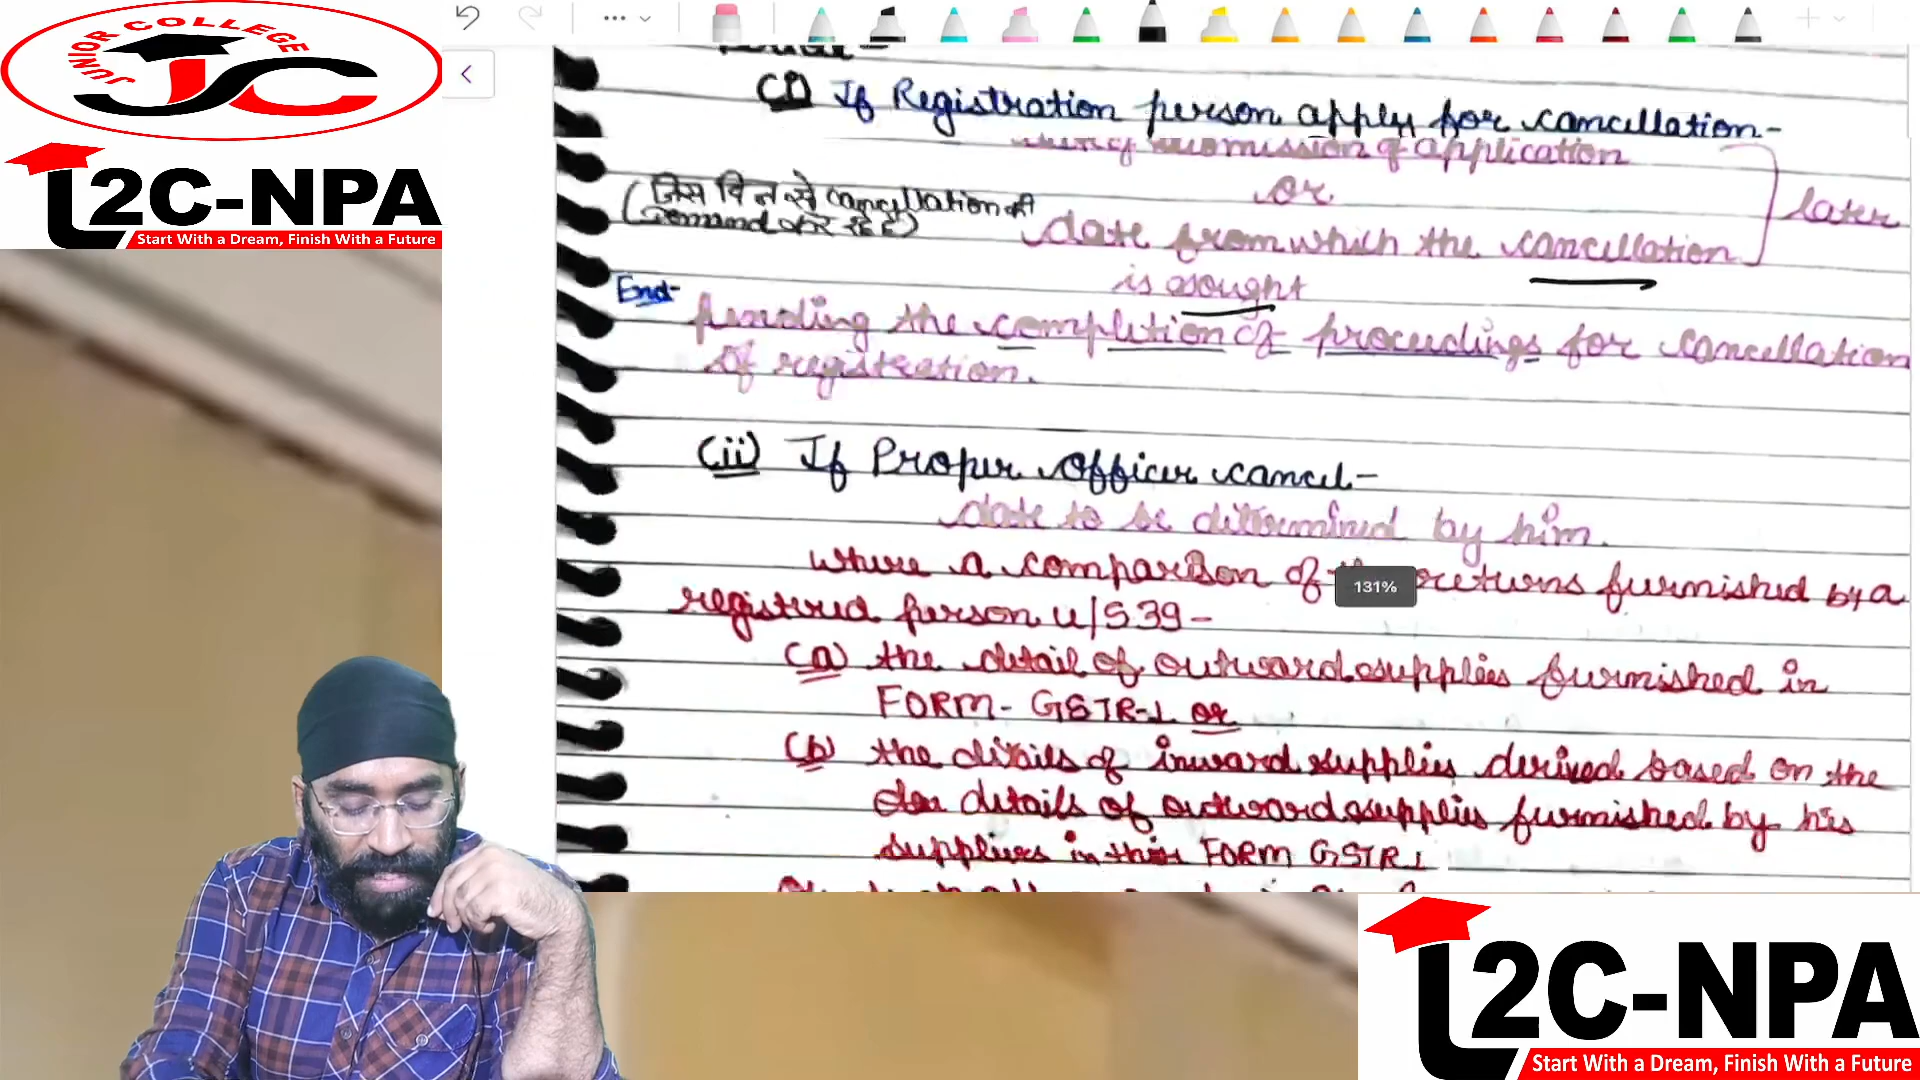 JUNIOR COLLEGE
JC
L2C-NPA
Start With a Dream, Finish With a Future
(i) If Registration person apply for cancellation-
submission of application
or
later
(जिस दिन से cancellation की
demand कर रहे है)
date from which the cancellation
is sought
End- pending the completion of proceedings for cancellation
of registration.
(ii) If Proper officer cancel-
date to be determined by him.
where a comparison of returns furnished by a
131%
registered person u/S 39-
(a) the detail of outward supplies furnished in
FORM- GSTR-1 or
(b) the details of inward supplies derived based on the
details of outward supplies furnished by his
suppliers in their FORM GSTR1
L2C-NPA
Start With a Dream, Finish With a Future